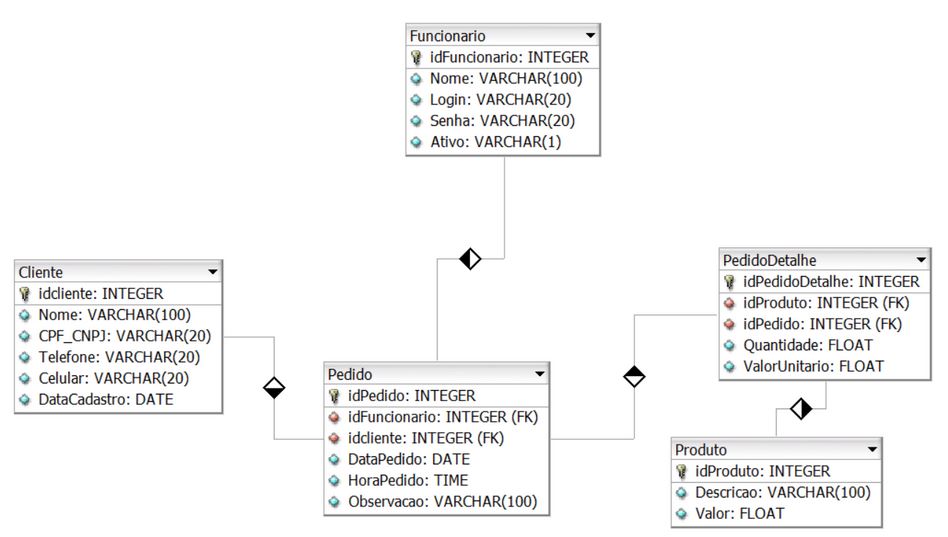 Funcionario
idFuncionario: INTEGER
Nome: VARCHAR(100)
Login: VARCHAR(20)
Senha: VARCHAR(20)
Ativo: VARCHAR(1)
Cliente
idcliente: INTEGER
Nome: VARCHAR(100)
CPF_CNPJ: VARCHAR(20)
Telefone: VARCHAR(20)
Celular: VARCHAR(20)
DataCadastro: DATE
Pedido
idPedido: INTEGER
idFuncionario: INTEGER (FK)
idcliente: INTEGER (FK)
DataPedido: DATE
HoraPedido: TIME
Observacao: VARCHAR(100)
PedidoDetalhe
idPedidoDetalhe: INTEGER
idProduto: INTEGER (FK)
idPedido: INTEGER (FK)
Quantidade: FLOAT
ValorUnitario: FLOAT
Produto
idProduto: INTEGER
Descricao: VARCHAR(100)
Valor: FLOAT